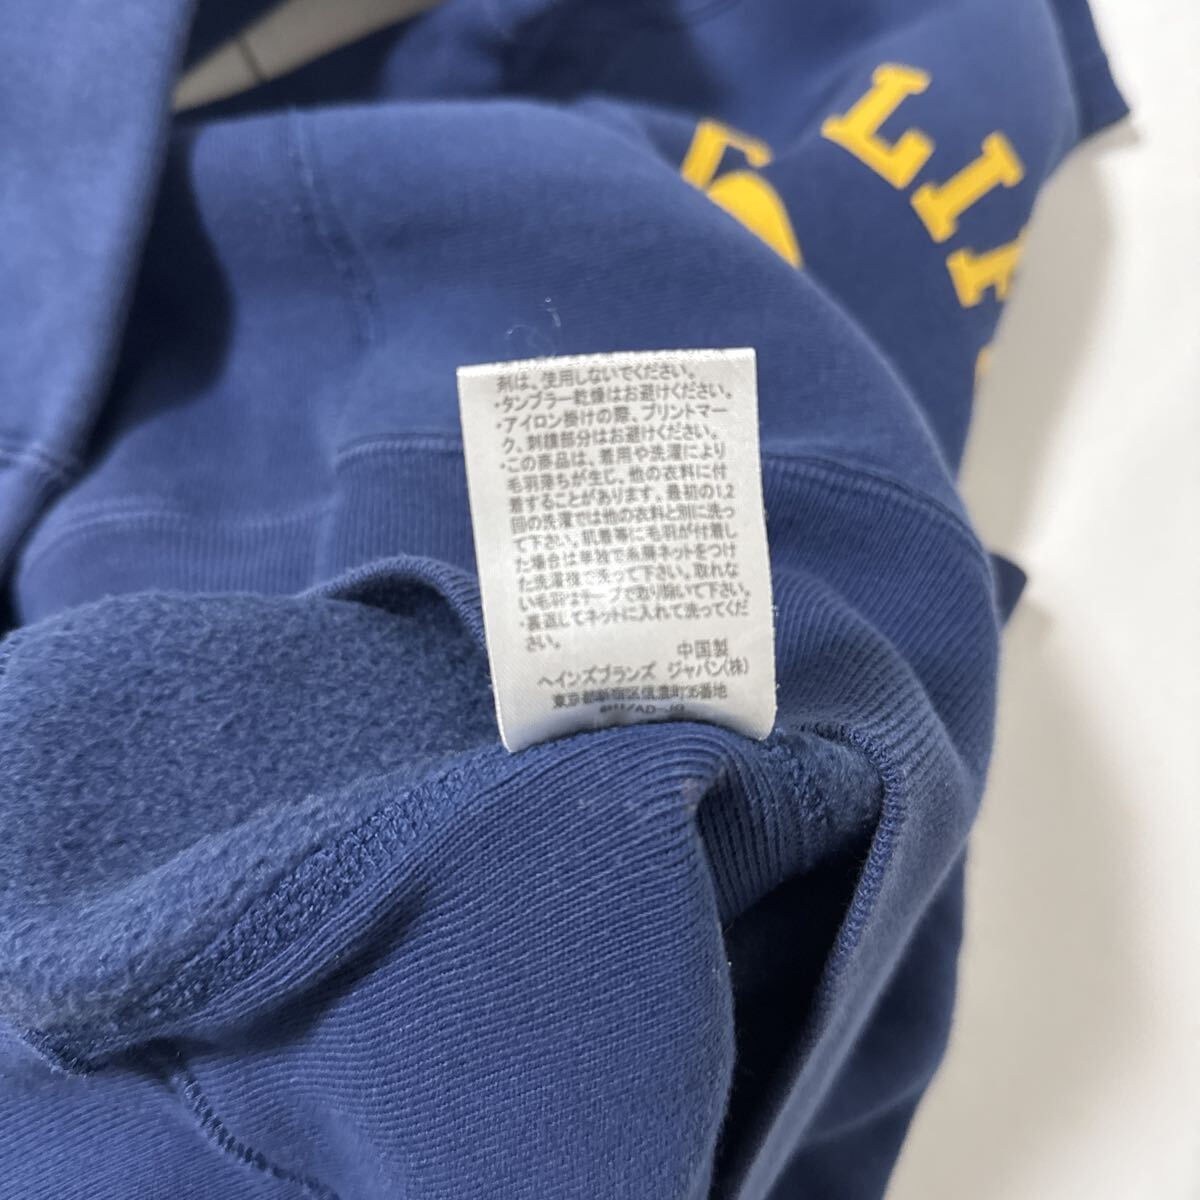 LIF
剤は、使用しないでください。
・タンブラー乾燥はお避けください。
・アイロン掛けの際、プリントマー
ク、刺繍部分はお避けください。
・この商品は、着用や洗濯により
毛羽落ちが生じ、他の衣料に付
着することがあります。最初の1,2
回の洗濯では他の衣料と別に洗っ
て下さい。肌着等に毛羽が付着し
た場合は単独で糸屑ネットをつけ
た洗濯機で洗って下さい。取れな
い毛羽はテープで取り除いて下さい。
・裏返してネットに入れて洗ってくだ
さい。
中国製
ヘインズブランズ ジャパン(株)
東京都新宿区信濃町35番地
/AD-JG